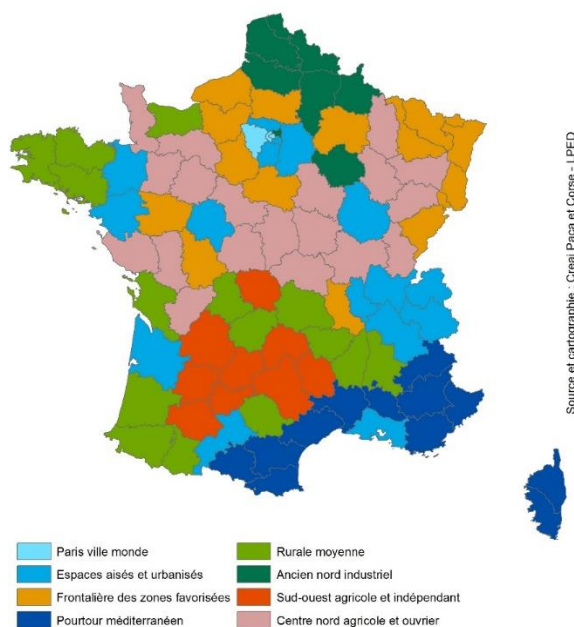 Source et cartographie : Creai Paca et Corse - LPED
Paris ville monde
Espaces aisés et urbanisés
Frontalière des zones favorisées
Pourtour méditerranéen
Rurale moyenne
Ancien nord industriel
Sud-ouest agricole et indépendant
Centre nord agricole et ouvrier